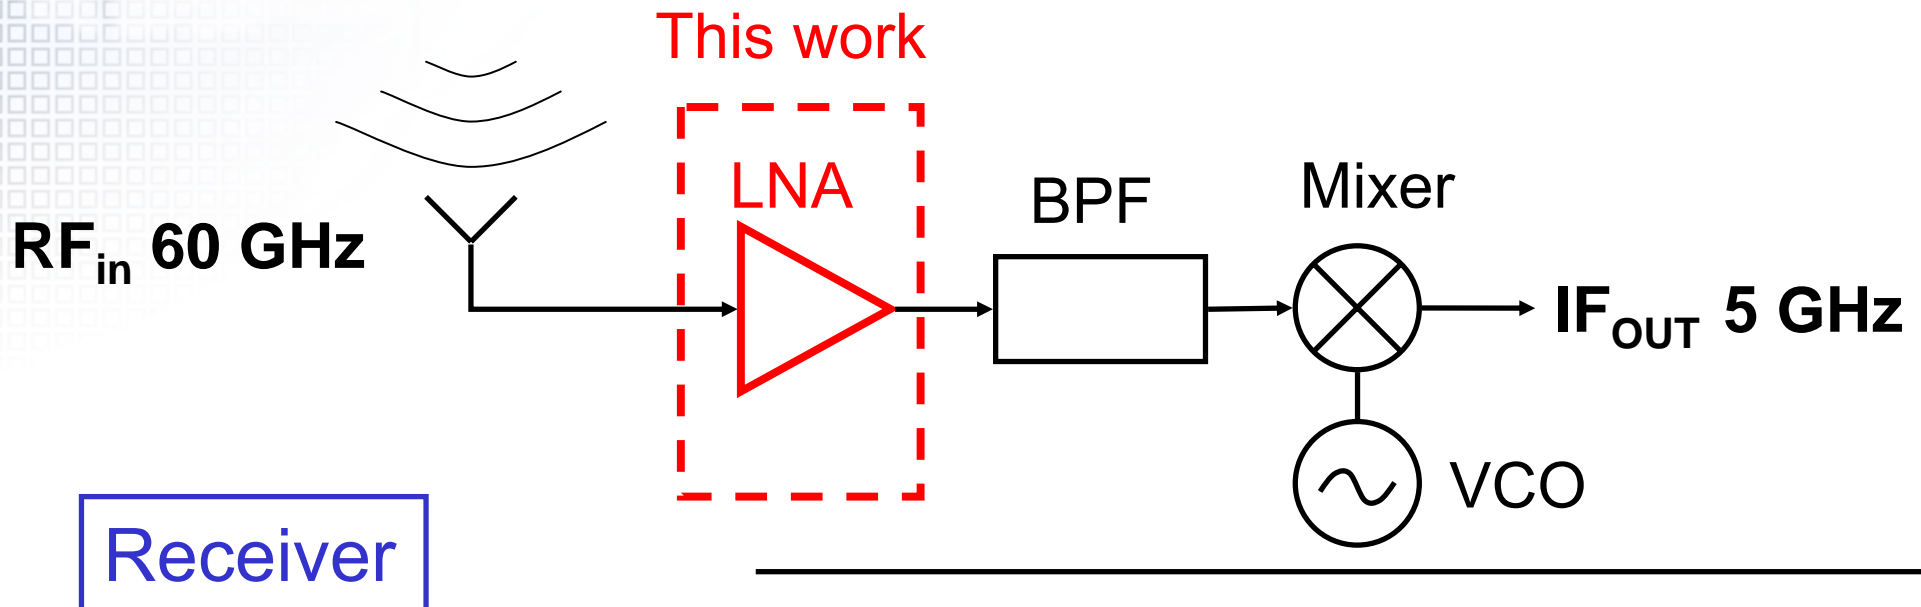 This work
LNA
BPF
Mixer
RFin 60 GHz
IFOUT 5 GHz
VCO
Receiver